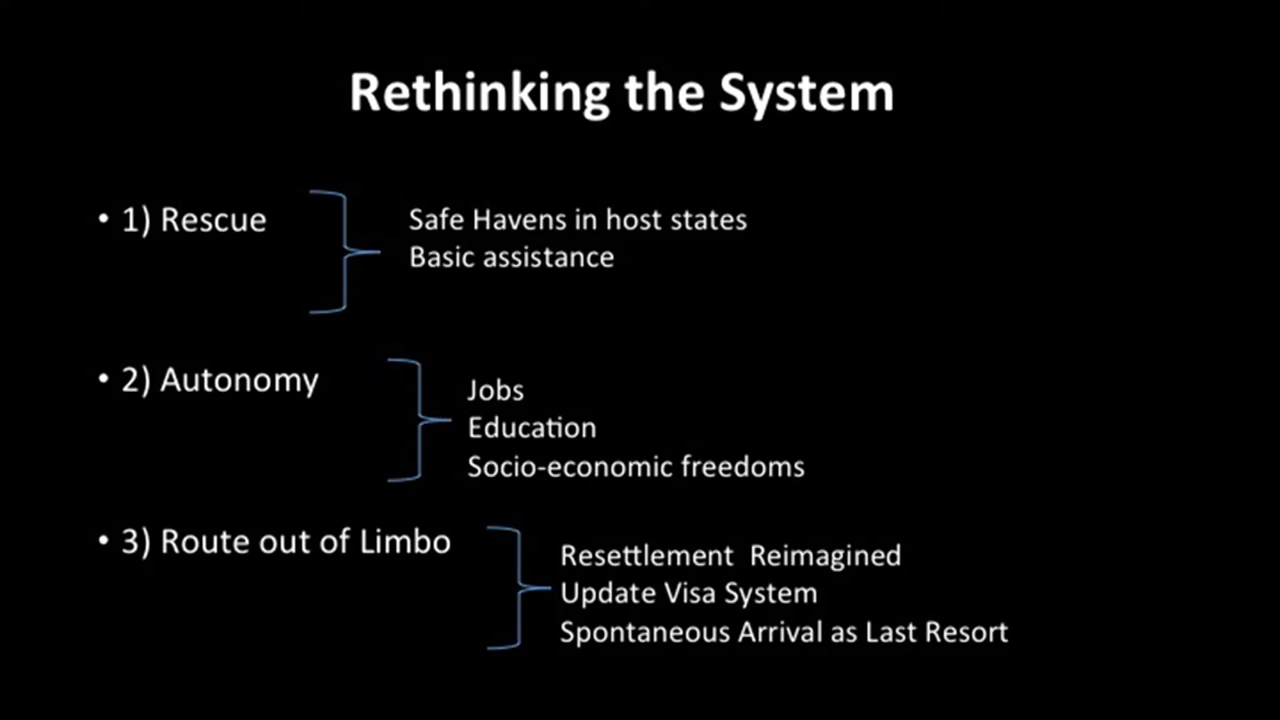 Rethinking the System
• 1) Rescue
Safe Havens in host states
Basic assistance
• 2) Autonomy
Jobs
Education
Socio-economic freedoms
• 3) Route out of Limbo
Resettlement  Reimagined
Update Visa System
Spontaneous Arrival as Last Resort